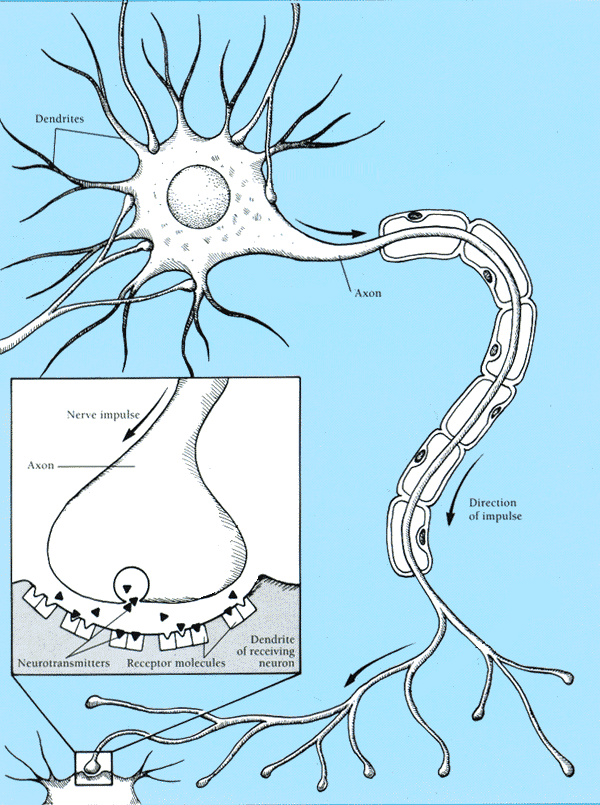 Dendrites
Axon
Nerve impulse
Axon
Direction
of impulse
Neurotransmitters
Receptor molecules
Dendrite
of receiving
neuron